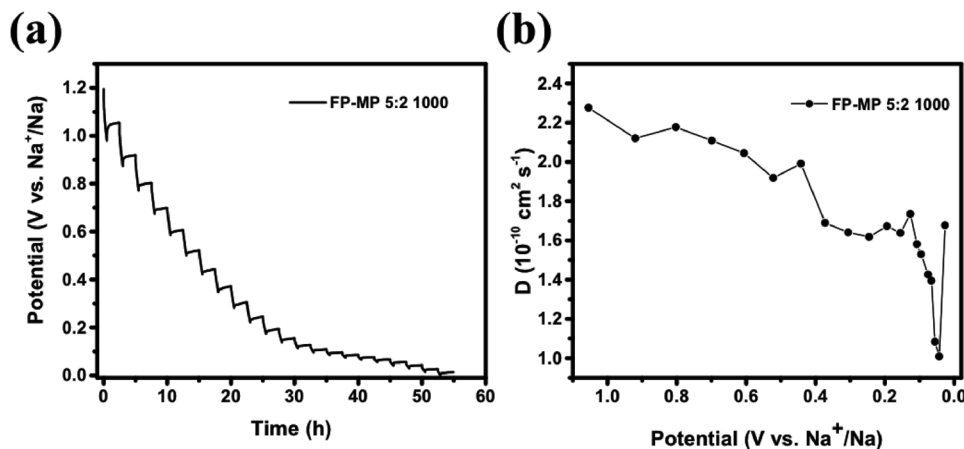 (a)
Potential (V vs. Na⁺/Na)
1.2
1.0
0.8
0.6
0.4
0.2
0.0
FP-MP 5:2 1000
0 10 20 30 40 50 60
Time (h)
(b)
D (10⁻¹⁰ cm² s⁻¹)
2.4
2.2
2.0
1.8
1.6
1.4
1.2
1.0
FP-MP 5:2 1000
1.0 0.8 0.6 0.4 0.2 0.0
Potential (V vs. Na⁺/Na)